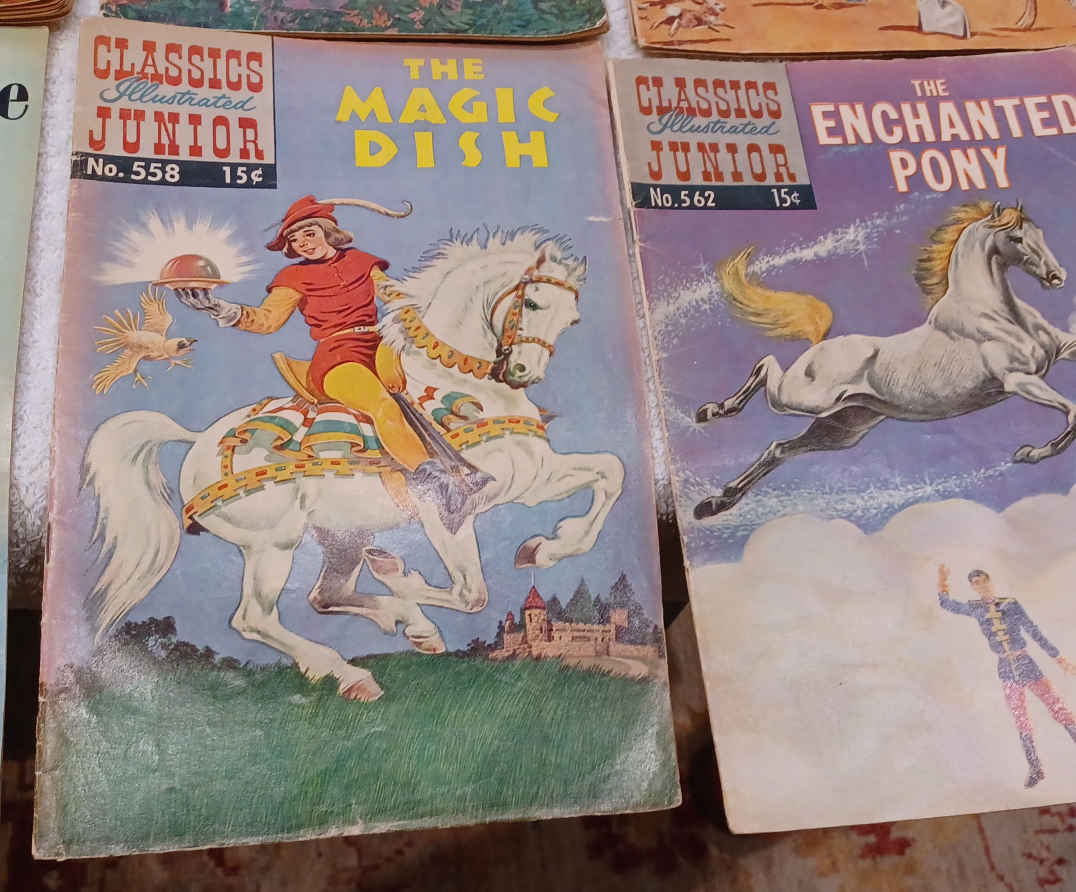 e
CLASSICS
Illustrated
JUNIOR
No. 558 15¢
THE
MAGIC
DISH
CLASSICS
Illustrated
JUNIOR
No. 562 15¢
THE
ENCHANTED
PONY